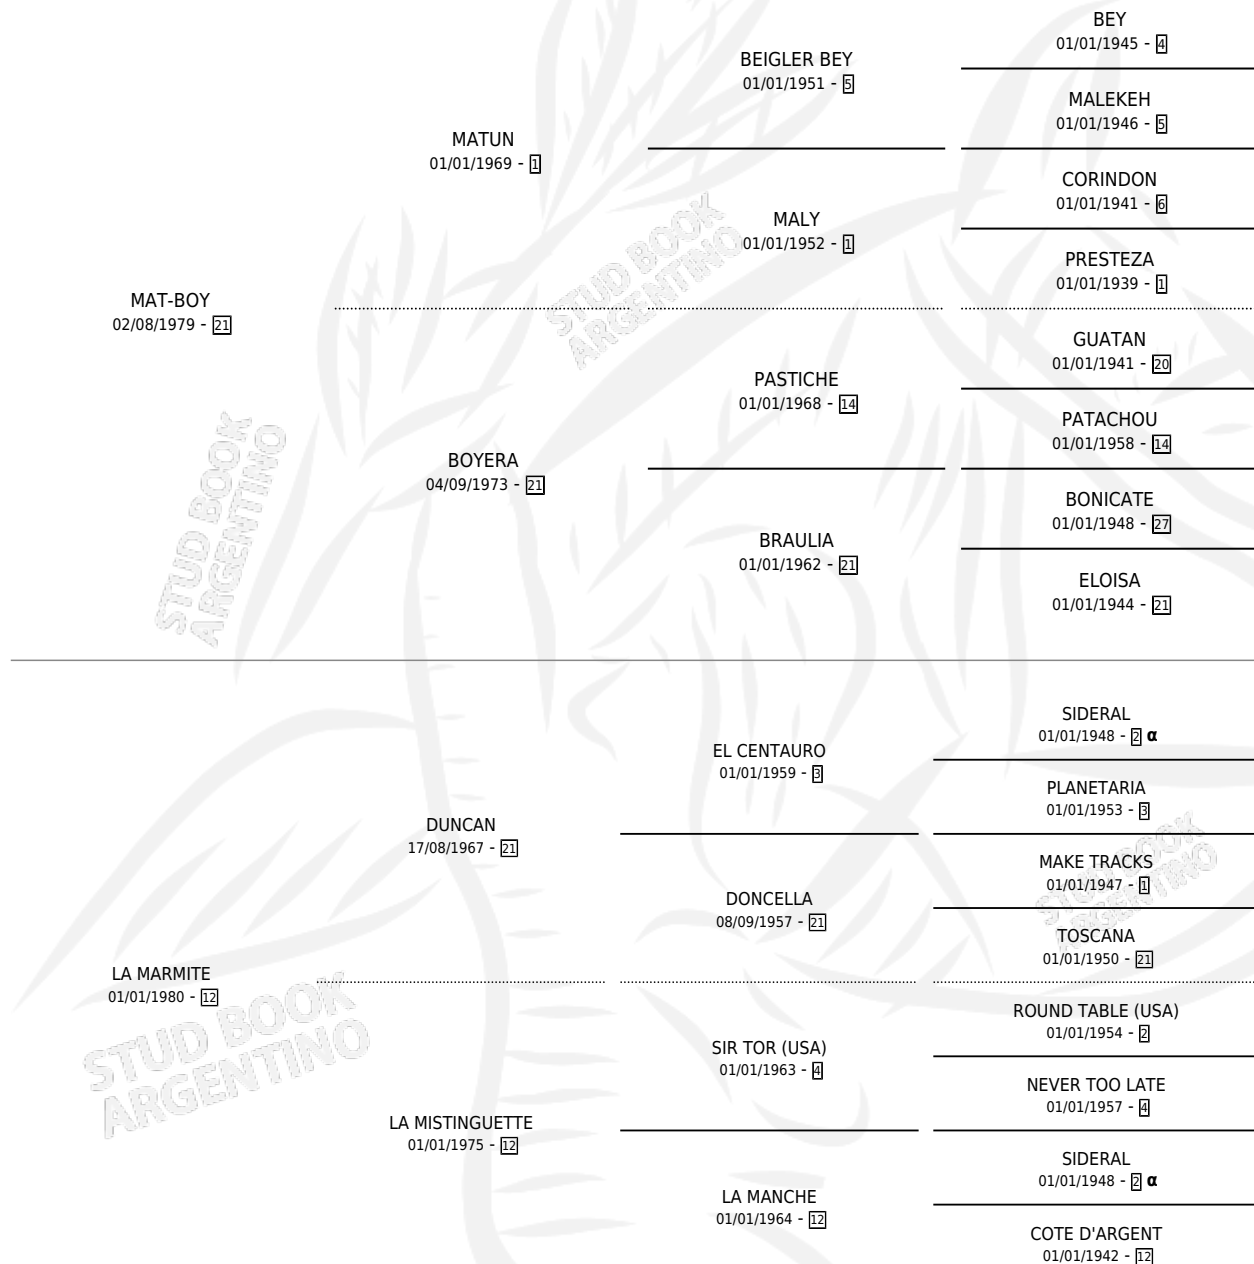 BEY
01/01/1945 - 4
BEIGLER BEY
01/01/1951 - 5
MALEKEH
01/01/1946 - 5
MATUN
01/01/1969 - 1
CORINDON
01/01/1941 - 6
MALY
01/01/1952 - 1
PRESTEZA
01/01/1939 - 1
MAT-BOY
02/08/1979 - 21
GUATAN
01/01/1941 - 20
PASTICHE
01/01/1968 - 14
PATACHOU
01/01/1958 - 14
BOYERA
04/09/1973 - 21
BONICATE
01/01/1948 - 27
BRAULIA
01/01/1962 - 21
ELOISA
01/01/1944 - 21
SIDERAL
01/01/1948 - 2 α
EL CENTAURO
01/01/1959 - 3
PLANETARIA
01/01/1953 - 3
DUNCAN
17/08/1967 - 21
MAKE TRACKS
01/01/1947 - 1
DONCELLA
08/09/1957 - 21
TOSCANA
01/01/1950 - 21
LA MARMITE
01/01/1980 - 12
ROUND TABLE (USA)
01/01/1954 - 2
SIR TOR (USA)
01/01/1963 - 4
NEVER TOO LATE
01/01/1957 - 4
LA MISTINGUETTE
01/01/1975 - 12
SIDERAL
01/01/1948 - 2 α
LA MANCHE
01/01/1964 - 12
COTE D'ARGENT
01/01/1942 - 12
STUD BOOK
ARGENTINO
STUD BOOK
ARGENTINO
STUD BOOK
ARGENTINO
STUD BOOK
ARGENTINO